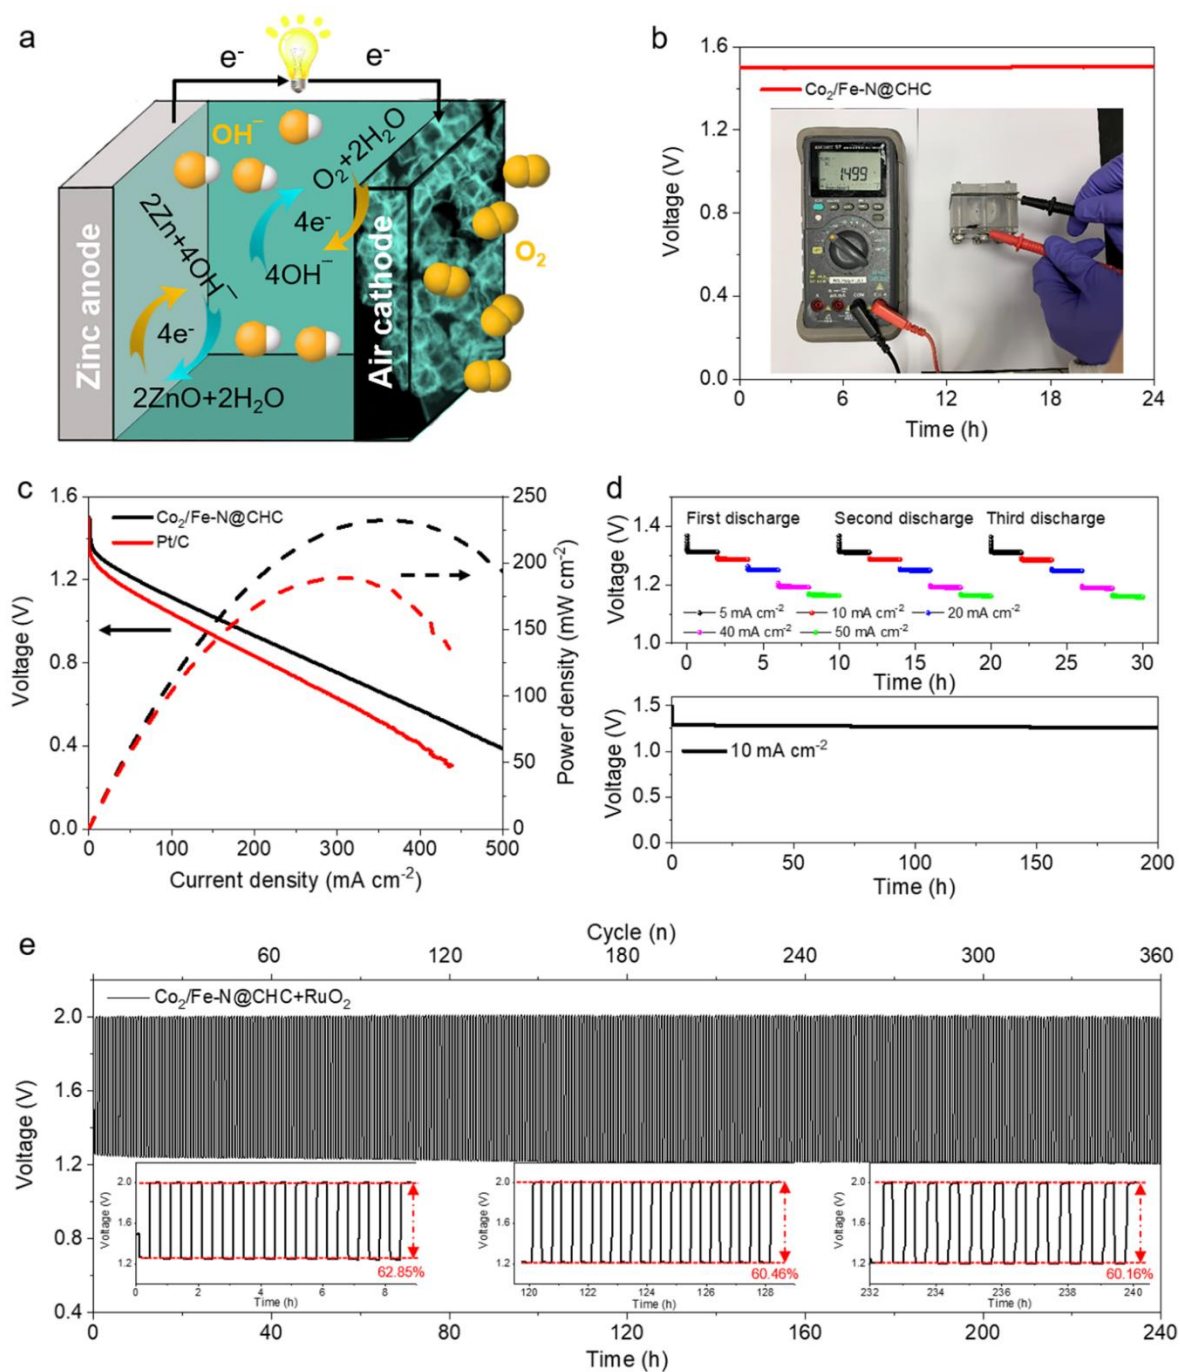 a
e⁻
e⁻
OH⁻
O₂+2H₂O
4e⁻
4OH⁻
O₂
2Zn+4OH⁻
4e⁻
2ZnO+2H₂O
Zinc anode
Air cathode
b
1.6
1.2
0.8
0.4
0.0
Voltage (V)
Co₂/Fe-N@CHC
1.499
0
6
12
18
24
Time (h)
c
1.6
1.2
0.8
0.4
0.0
Voltage (V)
Co₂/Fe-N@CHC
Pt/C
250
200
150
100
50
0
Power density (mW cm⁻²)
0
100
200
300
400
500
Current density (mA cm⁻²)
d
1.4
1.2
1.0
Voltage (V)
First discharge
Second discharge
Third discharge
5 mA cm⁻²
10 mA cm⁻²
20 mA cm⁻²
40 mA cm⁻²
50 mA cm⁻²
0
5
10
15
20
25
30
Time (h)
1.5
1.0
0.5
0.0
Voltage (V)
10 mA cm⁻²
0
50
100
150
200
Time (h)
e
Cycle (n)
0
60
120
180
240
300
360
Co₂/Fe-N@CHC+RuO₂
2.0
1.6
1.2
0.8
0.4
Voltage (V)
2.0
1.6
1.2
Voltage (V)
62.85%
0
2
4
6
8
Time (h)
2.0
1.6
1.2
Voltage (V)
60.46%
120
122
124
126
128
Time (h)
2.0
1.6
1.2
Voltage (V)
60.16%
232
234
236
238
240
Time (h)
0
40
80
120
160
200
240
Time (h)